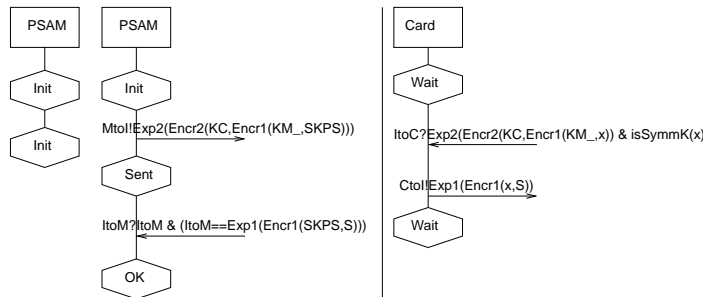 PSAM
Init
Init
PSAM
Init
MtoI!Exp2(Encr2(KC,Encr1(KM_,SKPS)))
Sent
ItoM?ItoM & (ItoM==Exp1(Encr1(SKPS,S)))
OK
Card
Wait
ItoC?Exp2(Encr2(KC,Encr1(KM_,x)) & isSymmK(x)
CtoI!Exp1(Encr1(x,S))
Wait